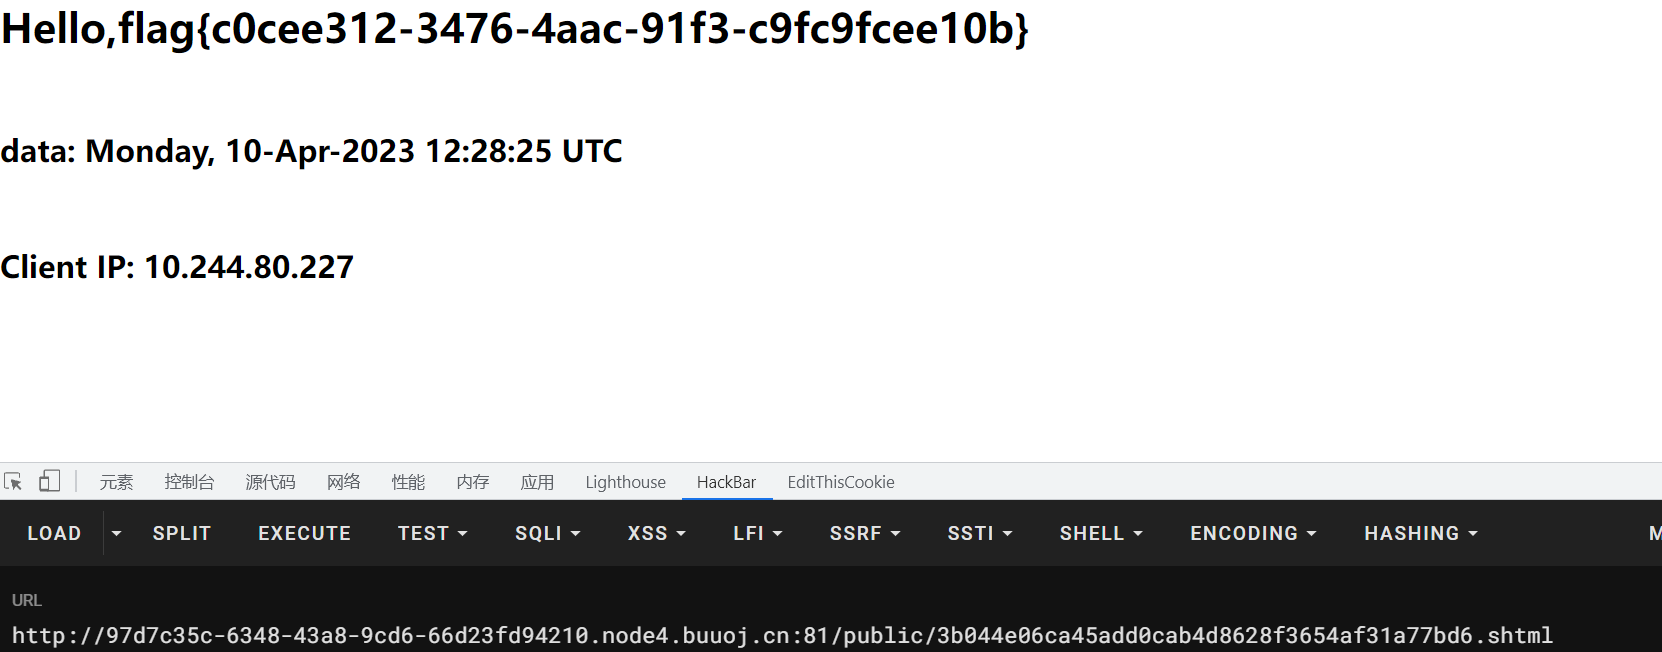 Hello,flag{c0cee312-3476-4aac-91f3-c9fc9fcee10b}
data: Monday, 10-Apr-2023 12:28:25 UTC
Client IP: 10.244.80.227
元素 控制台 源代码 网络 性能 内存 应用 Lighthouse HackBar EditThisCookie
LOAD SPLIT EXECUTE TEST SQLI XSS LFI SSRF SSTI SHELL ENCODING HASHING M
URL
http://97d7c35c-6348-43a8-9cd6-66d23fd94210.node4.buuoj.cn:81/public/3b044e06ca45add0cab4d8628f3654af31a77bd6.shtml